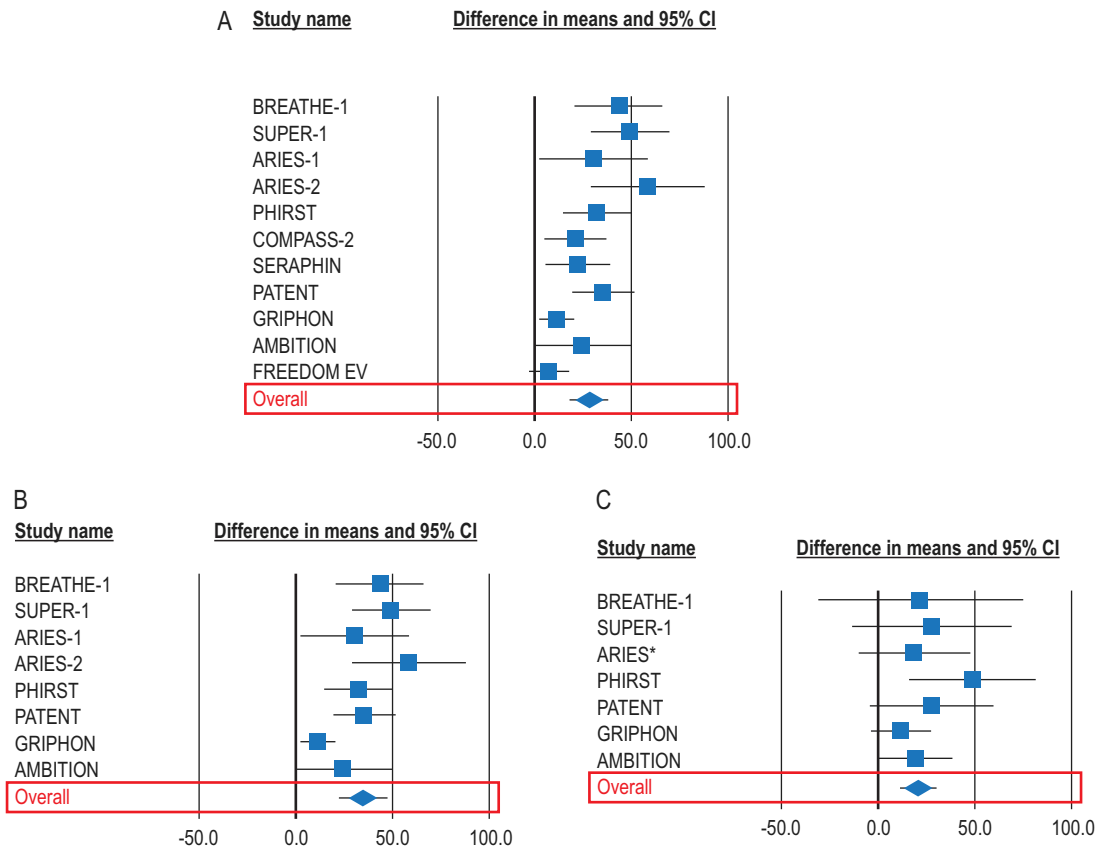 A Study name Difference in means and 95% CI
BREATHE-1
SUPER-1
ARIES-1
ARIES-2
PHIRST
COMPASS-2
SERAPHIN
PATENT
GRIPHON
AMBITION
FREEDOM EV
Overall
-50.0 0.0 50.0 100.0
B
Study name Difference in means and 95% CI
BREATHE-1
SUPER-1
ARIES-1
ARIES-2
PHIRST
PATENT
GRIPHON
AMBITION
Overall
-50.0 0.0 50.0 100.0
C
Study name Difference in means and 95% CI
BREATHE-1
SUPER-1
ARIES*
PHIRST
PATENT
GRIPHON
AMBITION
Overall
-50.0 0.0 50.0 100.0